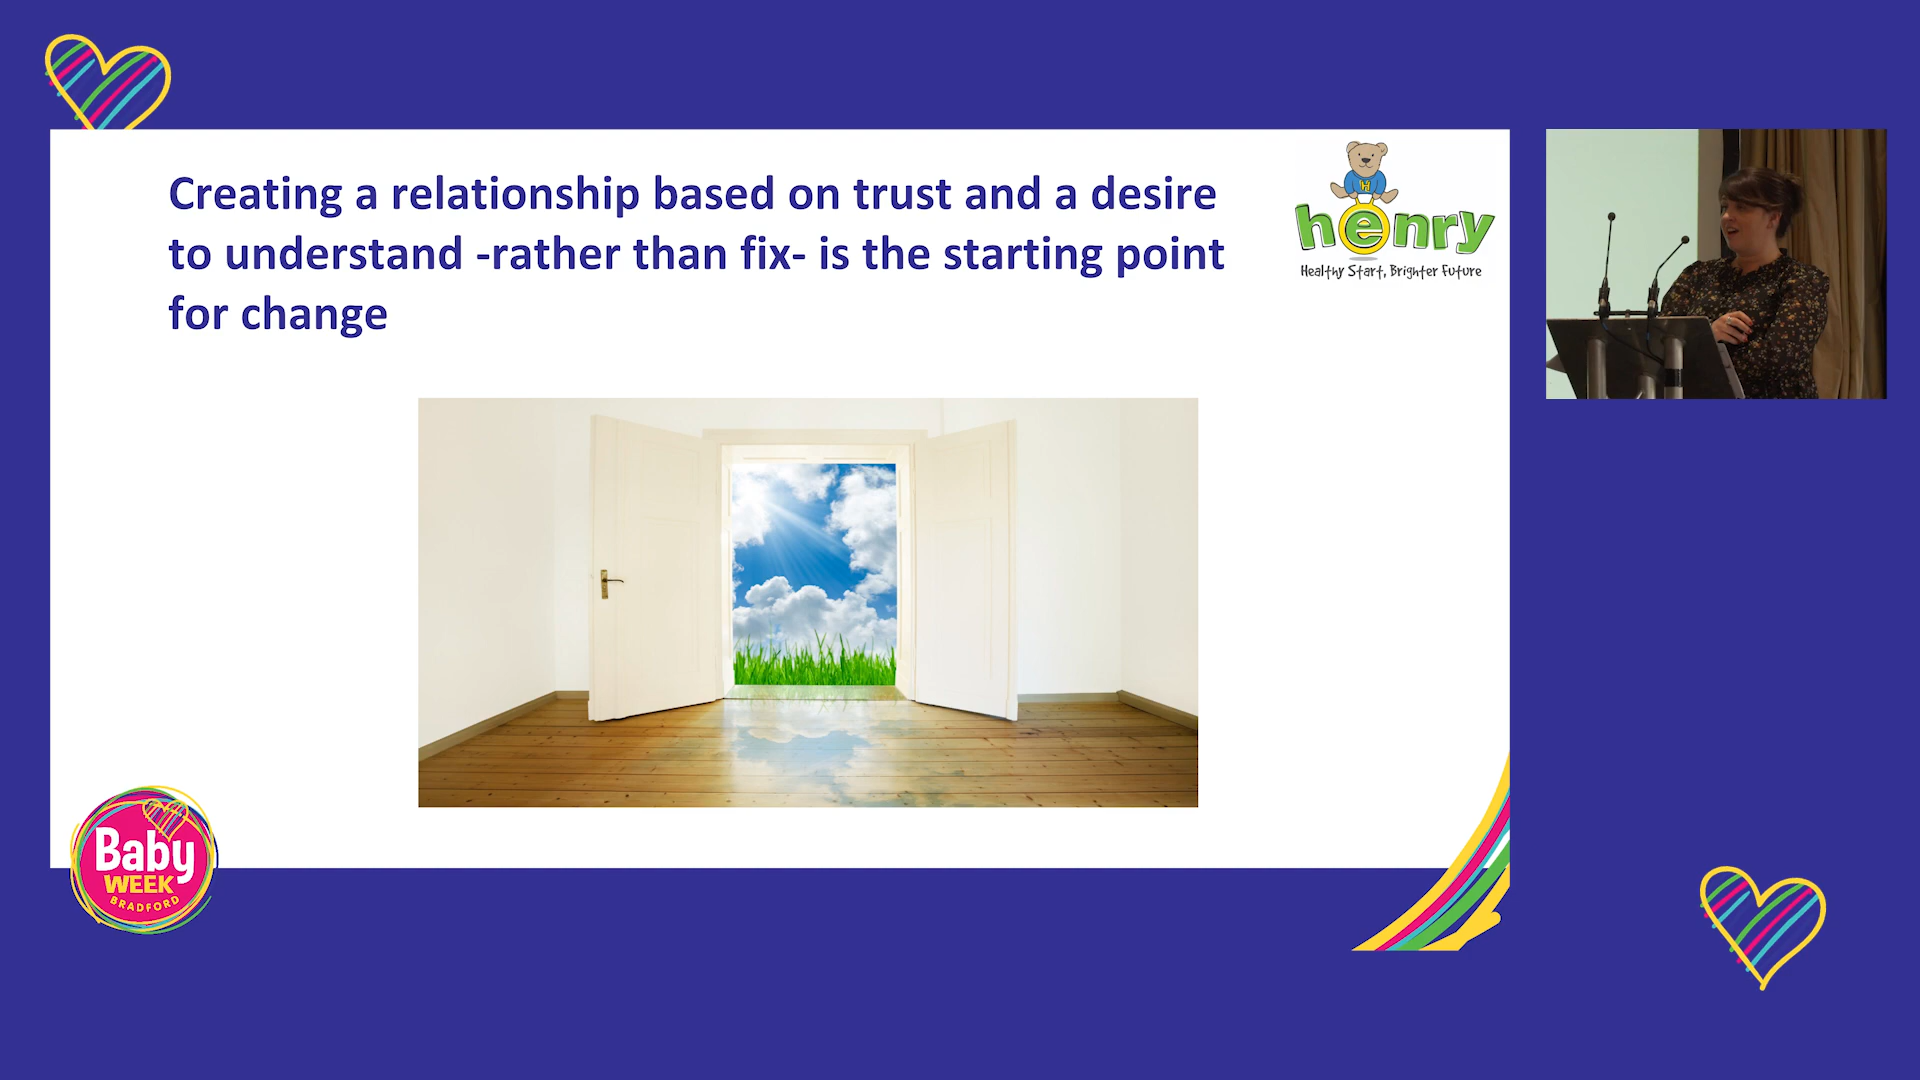 Creating a relationship based on trust and a desire
to understand -rather than fix- is the starting point
for change
H
henry
Healthy Start, Brighter Future
Baby
WEEK
BRADFORD